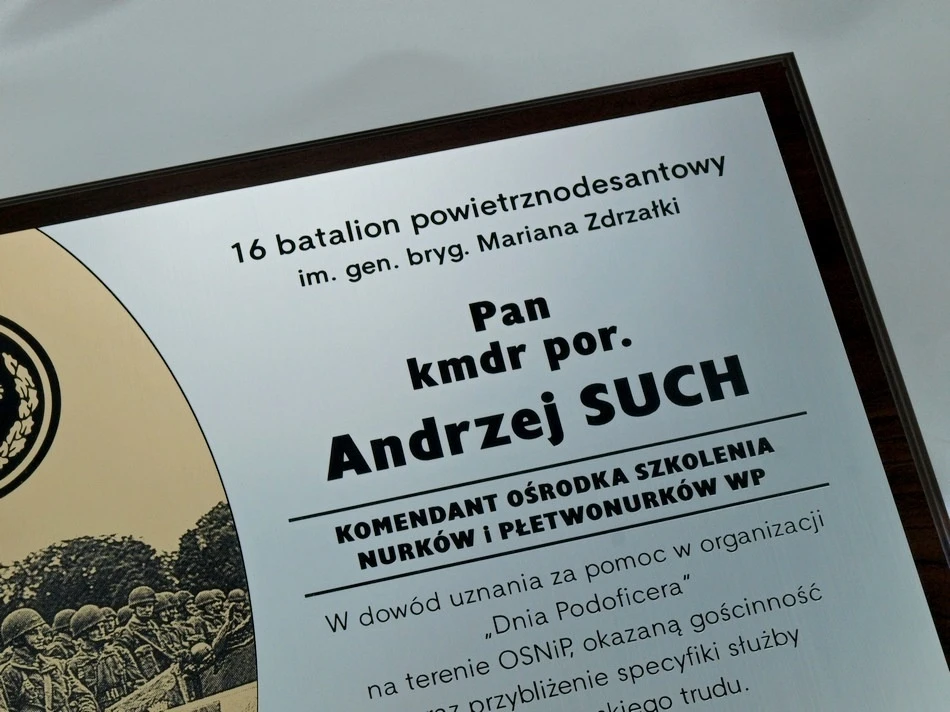 16 batalion powietrznodesantowy
im. gen. bryg. Mariana Zdrzałki
Pan
kmdr por.
Andrzej SUCH
KOMENDANT OŚRODKA SZKOLENIA
NURKÓW i PŁETWONURKÓW WP
W dowód uznania za pomoc w organizacji
„Dnia Podoficera”
na terenie OSNiP, okazaną gościnność
przybliżenie specyfiki służby
trudu.